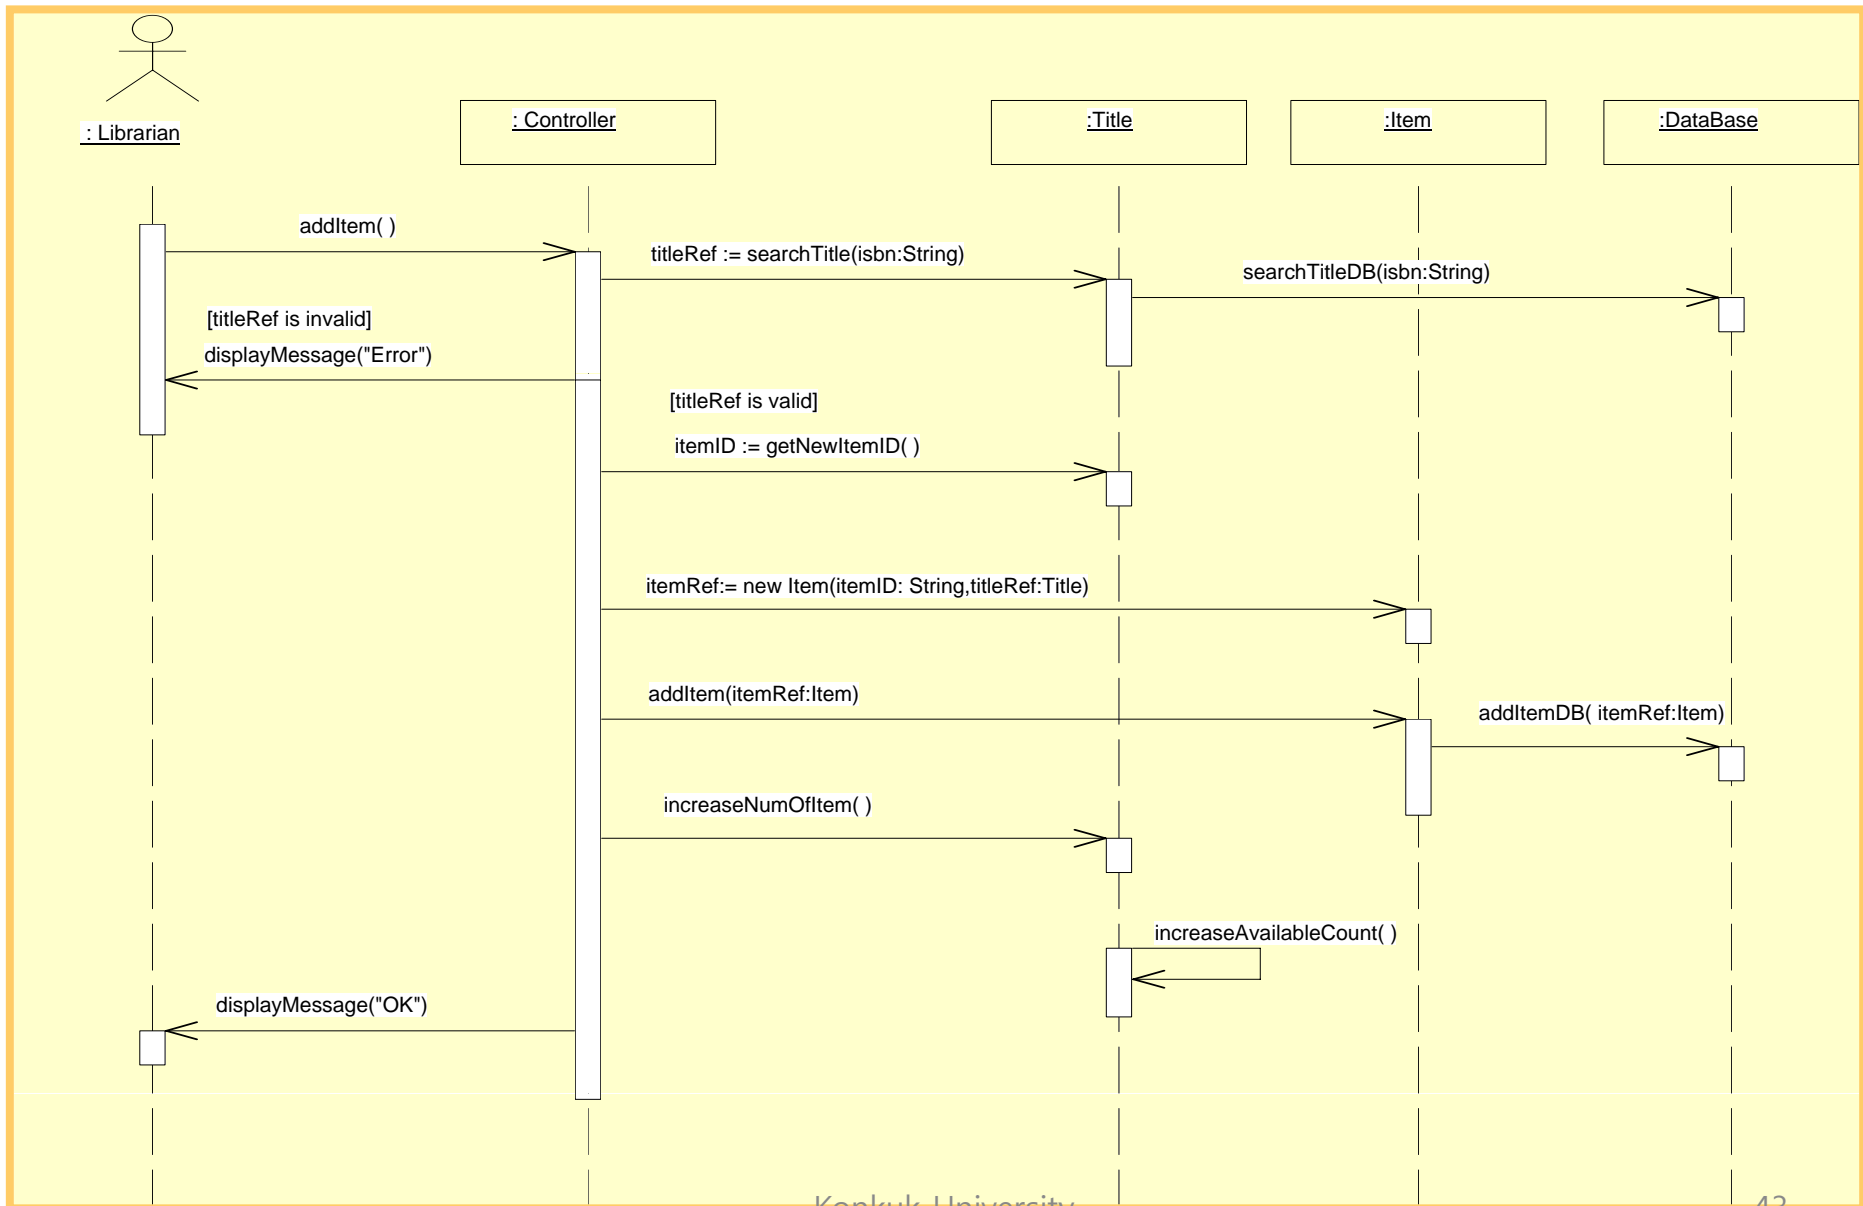 : Librarian
: Controller
:Title
:Item
:DataBase
addItem( )
titleRef := searchTitle(isbn:String)
searchTitleDB(isbn:String)
[titleRef is invalid]
displayMessage("Error")
[titleRef is valid]
itemID := getNewItemID( )
itemRef:= new Item(itemID: String,titleRef:Title)
addItem(itemRef:Item)
addItemDB( itemRef:Item)
increaseNumOfItem( )
increaseAvailableCount( )
displayMessage("OK")
Konkuk University